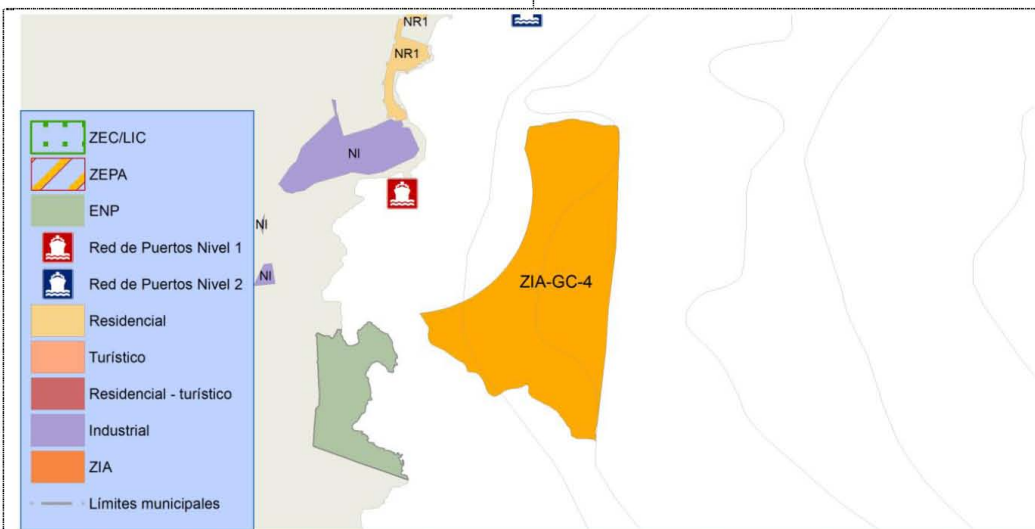 NR1
NR1
NI
NI
NI
ZIA-GC-4
ZEC/LIC
ZEPA
ENP
Red de Puertos Nivel 1
Red de Puertos Nivel 2
Residencial
Turístico
Residencial - turístico
Industrial
ZIA
Límites municipales